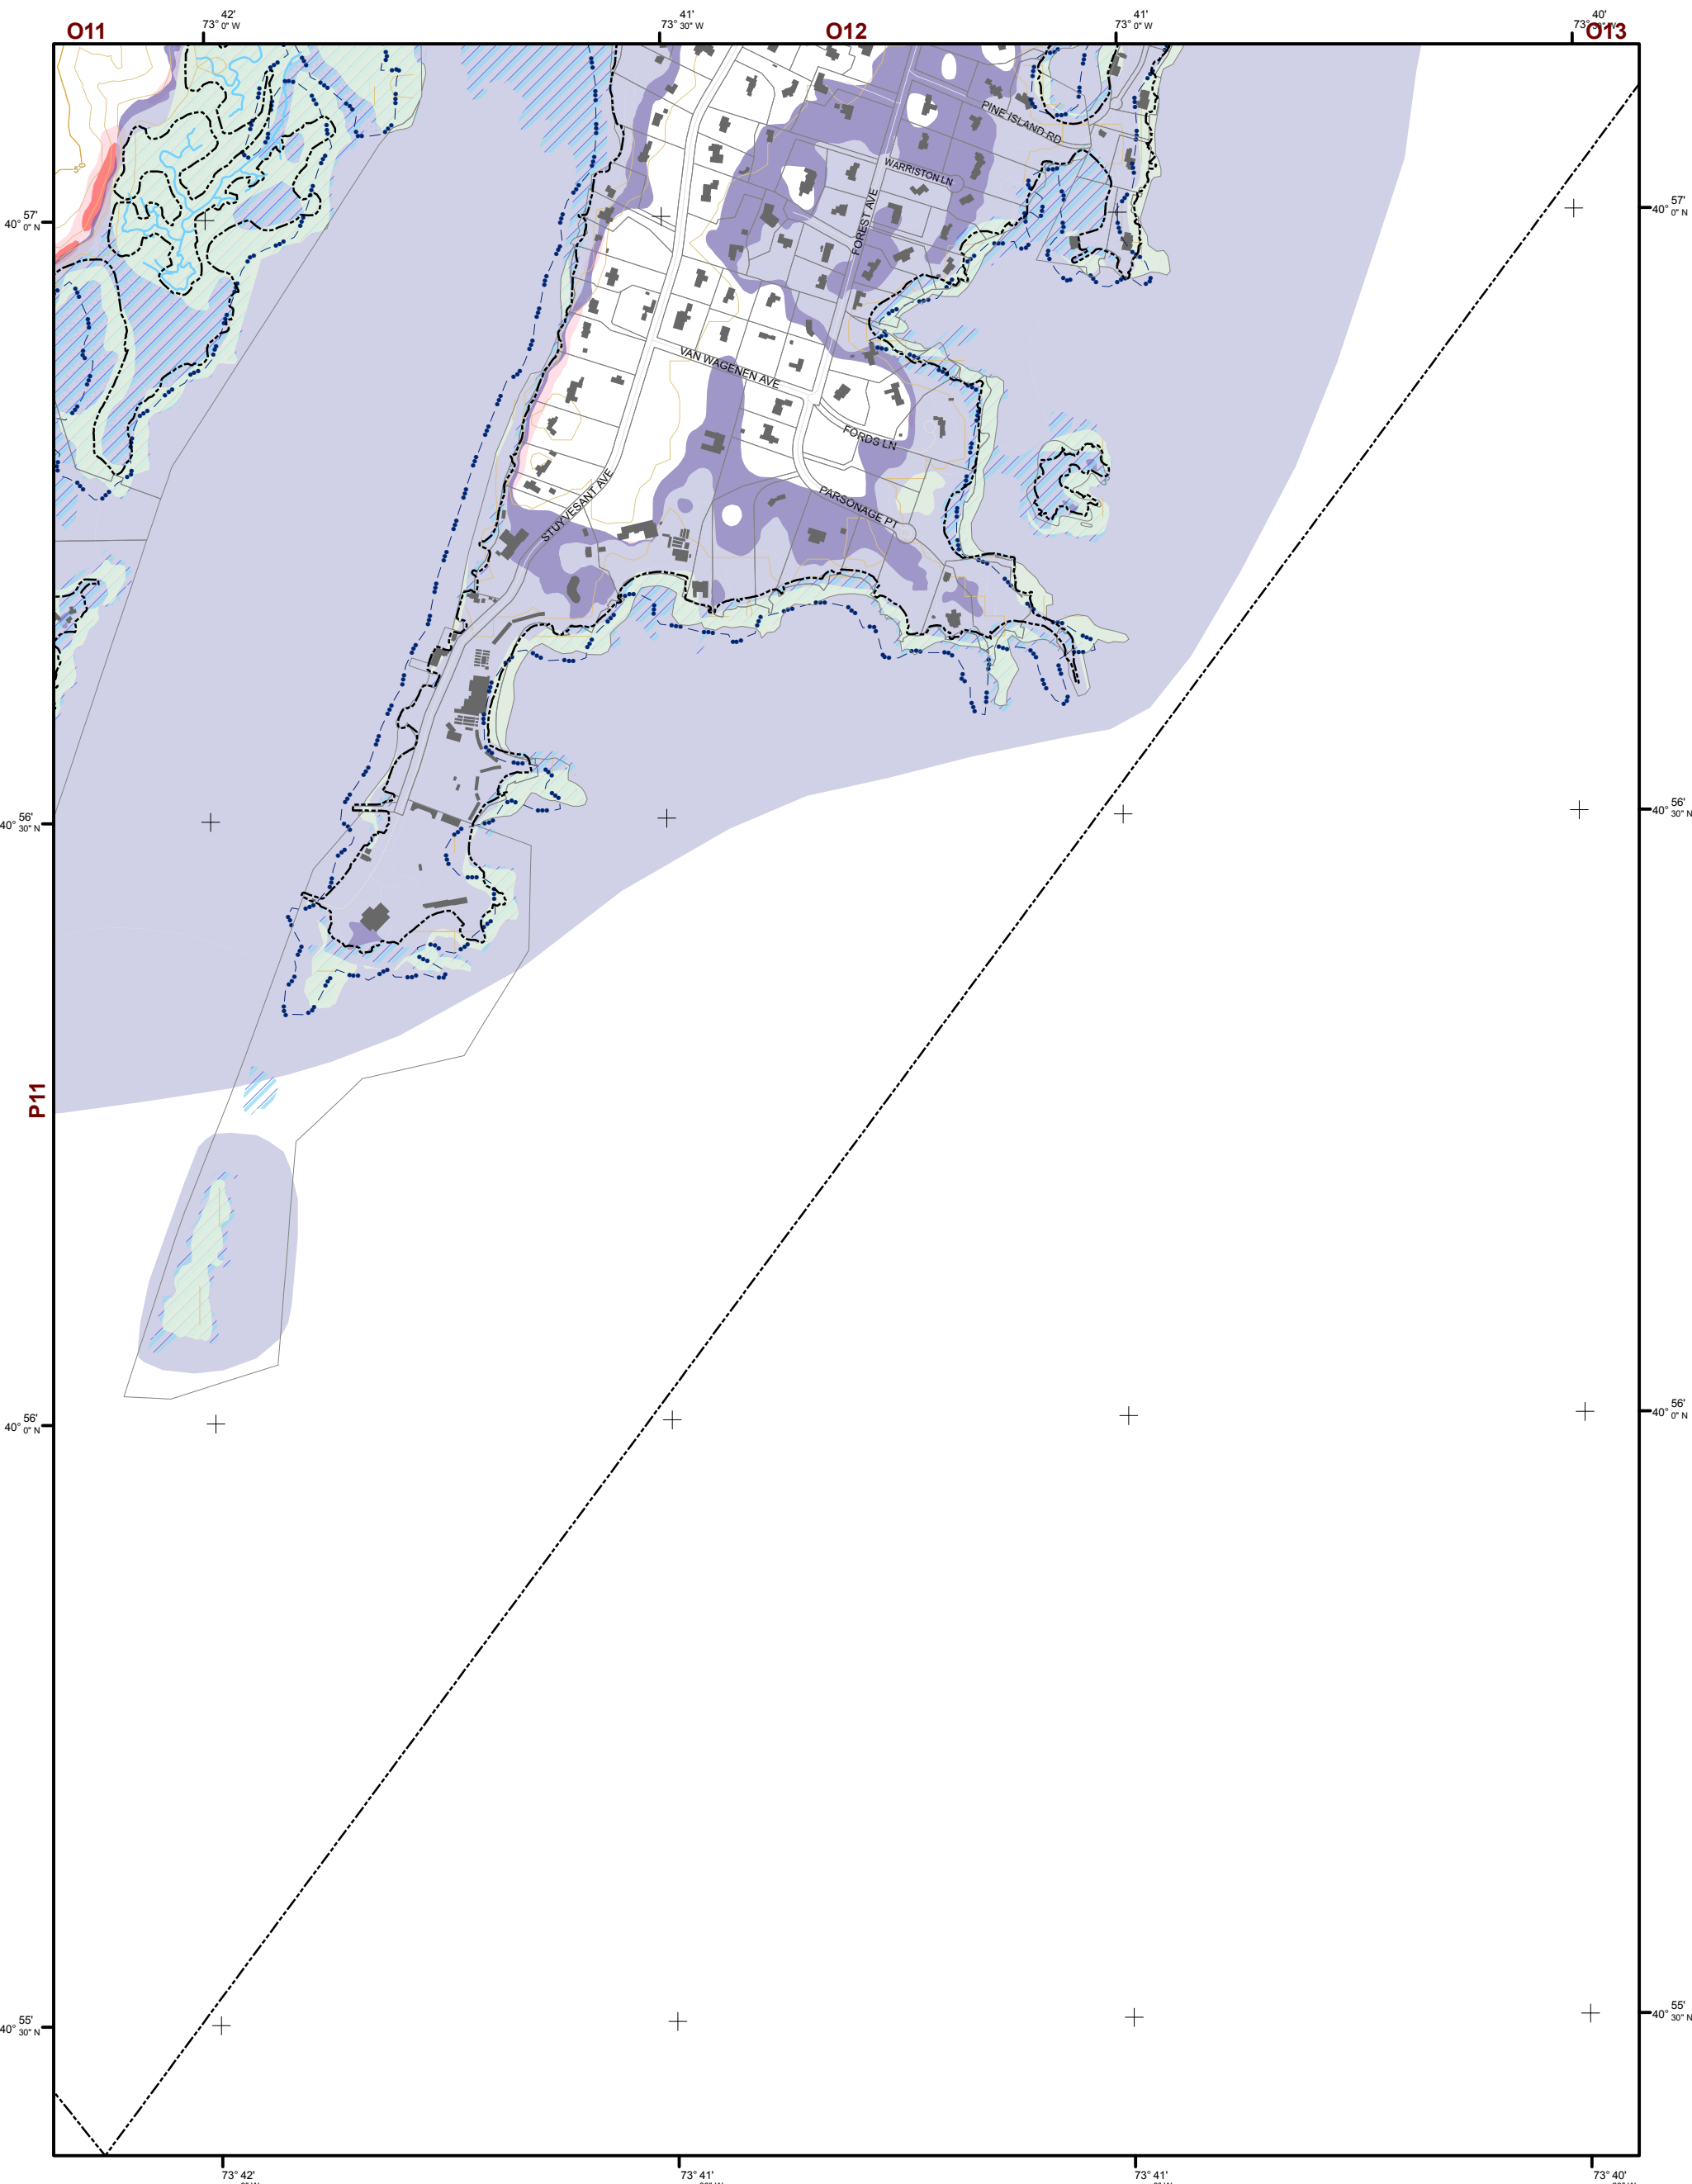 42' 41' 41' 40'
73° 0" W 73° 30" W 73° 0" W 73° 30" W
O11 O12 O13
PINE ISLAND RD
WARRISTON LN
FOREST AVE
50
40° 57' 0" N
40° 57' 0" N
VAN WAGENEN AVE
FORDS LN
PARSONAGE PT
STUYVESANT AVE
40° 56' 30" N
40° 56' 30" N
P11
40° 56' 0" N
40° 56' 0" N
40° 55' 30" N
40° 55' 30" N
73° 42' 73° 41' 73° 41' 73° 40'